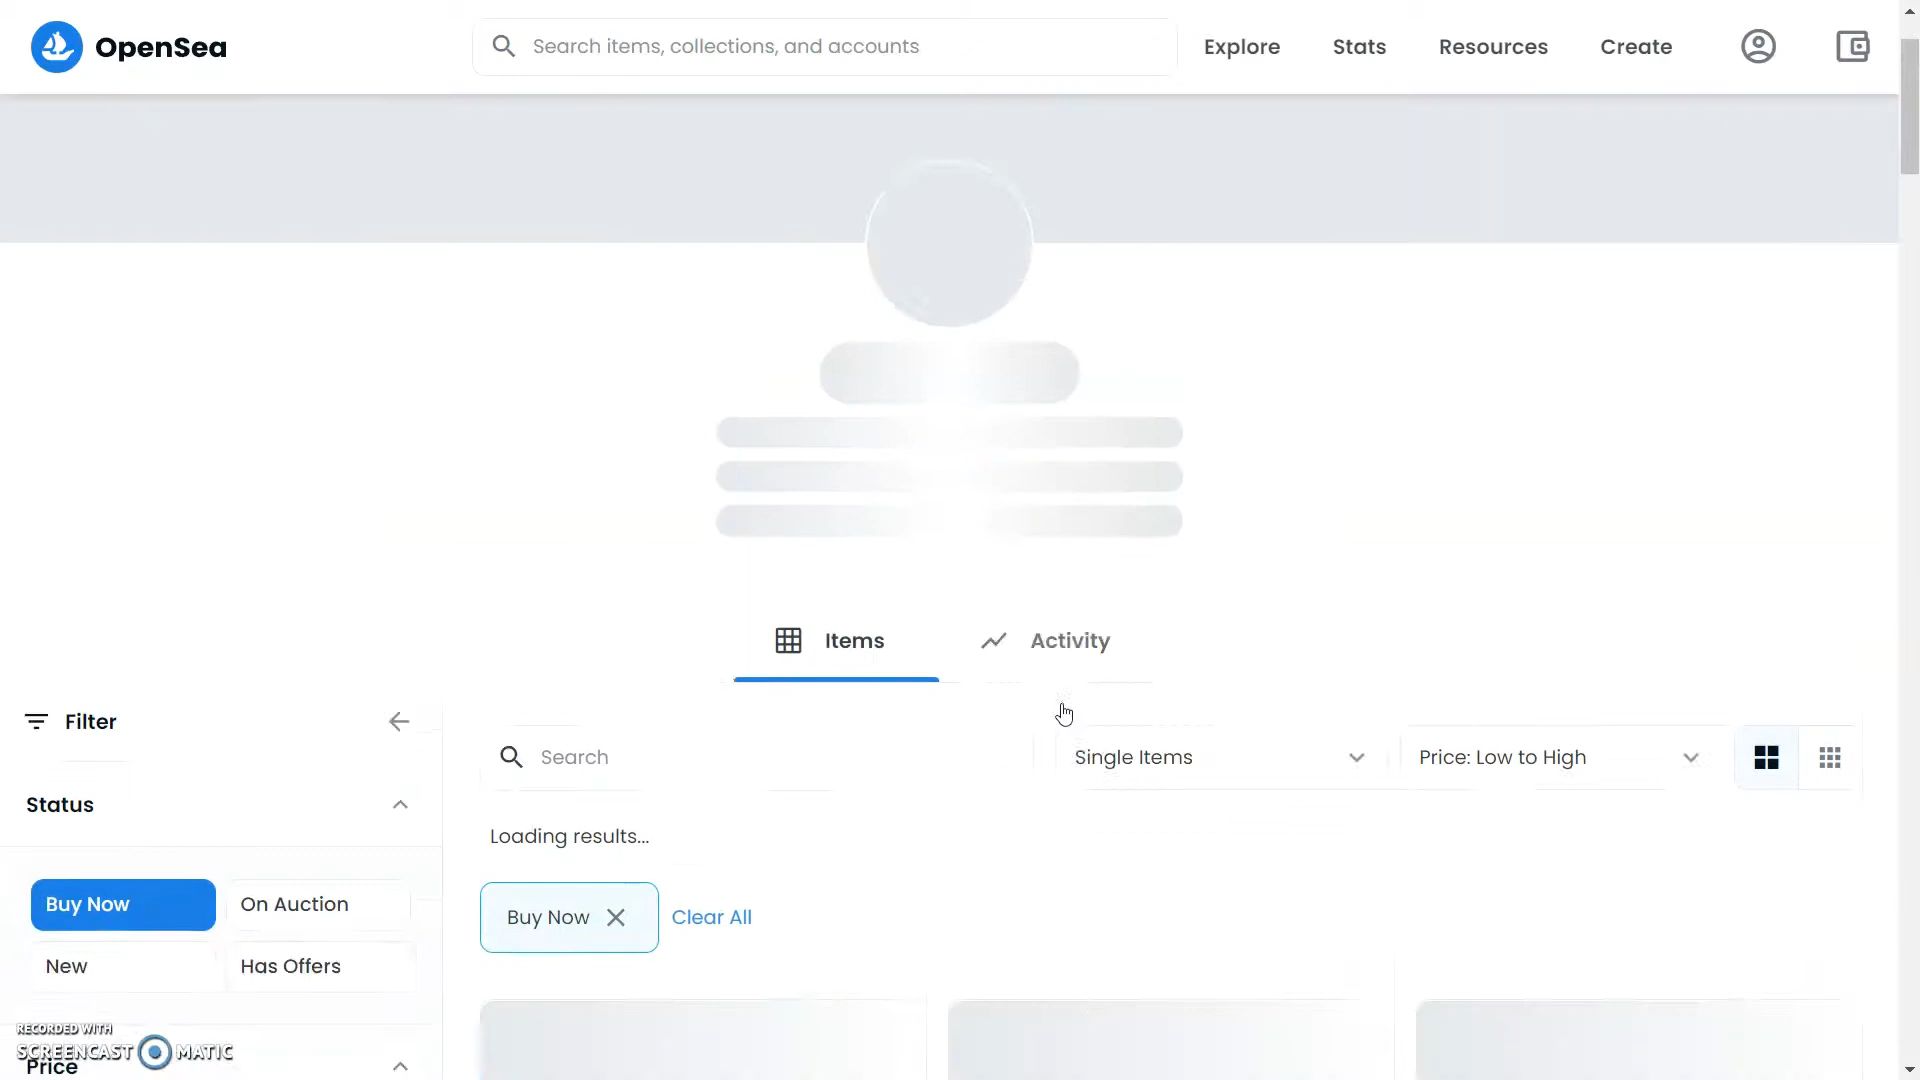 OpenSea
Search items, collections, and accounts
Explore
Stats
Resources
Create
Items
Activity
Filter
Search
Single Items
Price: Low to High
Status
Loading results...
Buy Now
On Auction
Buy Now
Clear All
New
Has Offers
RECORDED WITH
SCREENCAST MATIC
Price